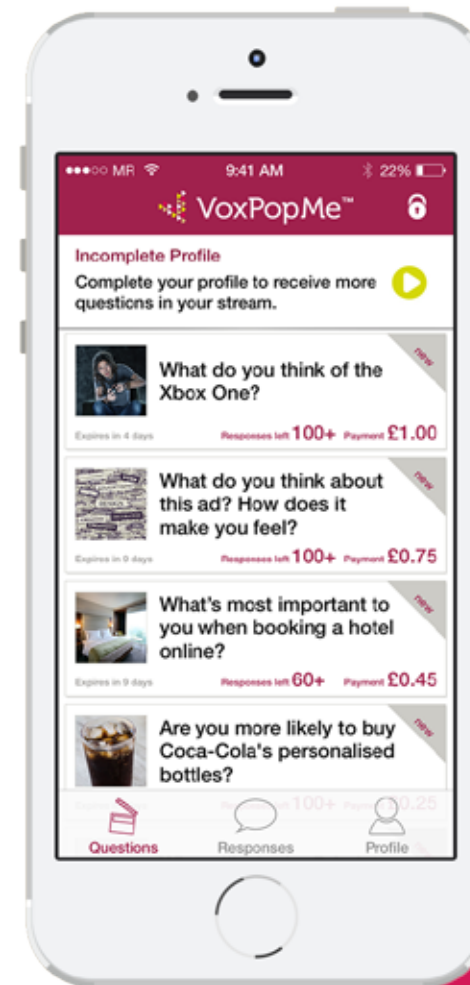 MR 9:41 AM 22%
VoxPopMe™
Incomplete Profile
Complete your profile to receive more
questions in your stream.
new
What do you think of the
Xbox One?
Expires in 4 days Responses left 100+ Payment £1.00
new
What do you think about
this ad? How does it
make you feel?
Expires in 9 days Responses left 100+ Payment £0.75
new
What's most important to
you when booking a hotel
online?
Expires in 9 days Responses left 60+ Payment £0.45
new
Are you more likely to buy
Coca-Cola's personalised
bottles?
100+ £0.25
Questions Responses Profile